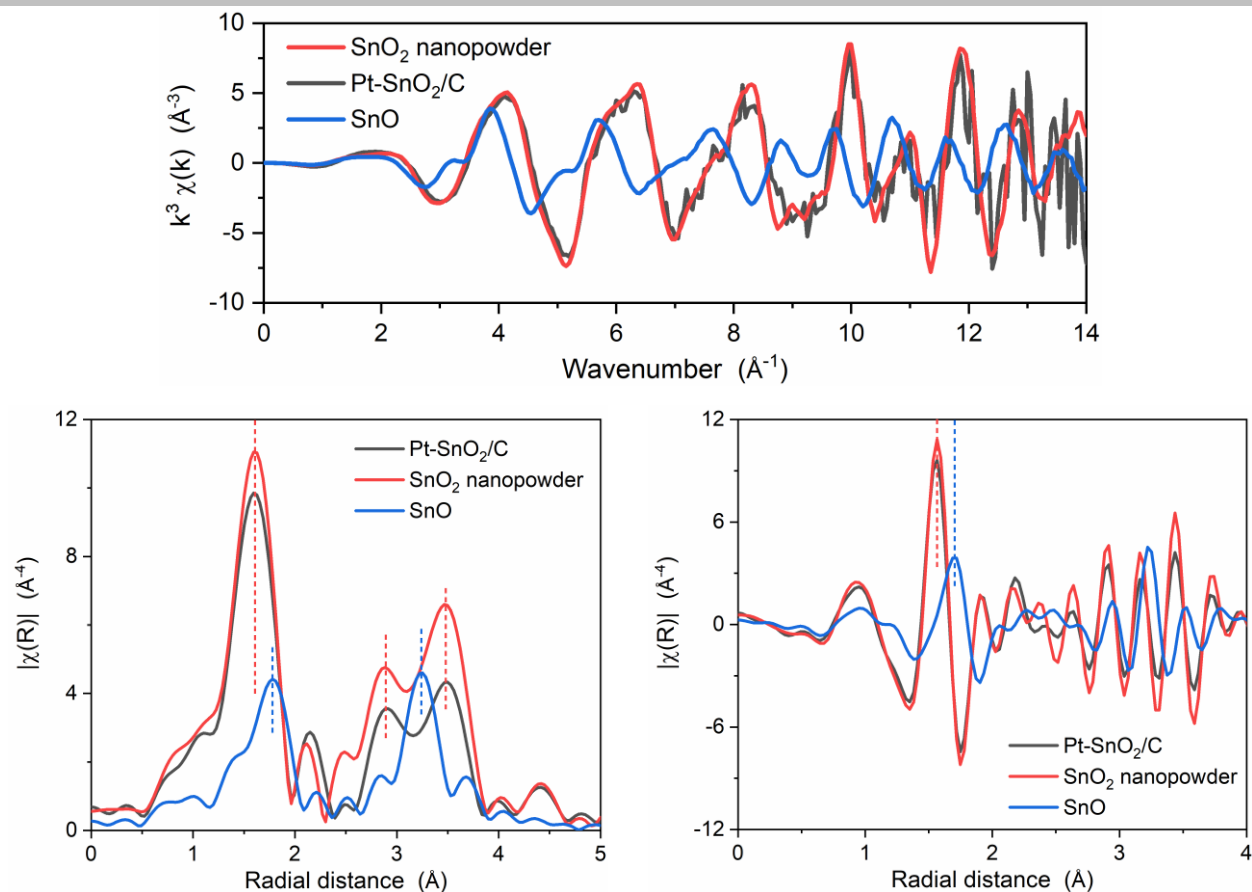 10
5
0
-5
-10
k³ χ(k) (Å⁻³)
SnO₂ nanopowder
Pt-SnO₂/C
SnO
0 2 4 6 8 10 12 14
Wavenumber (Å⁻¹)
12
8
4
0
|χ(R)| (Å⁻⁴)
Pt-SnO₂/C
SnO₂ nanopowder
SnO
0 1 2 3 4 5
Radial distance (Å)
12
6
0
-6
-12
|χ(R)| (Å⁻⁴)
Pt-SnO₂/C
SnO₂ nanopowder
SnO
0 1 2 3 4
Radial distance (Å)